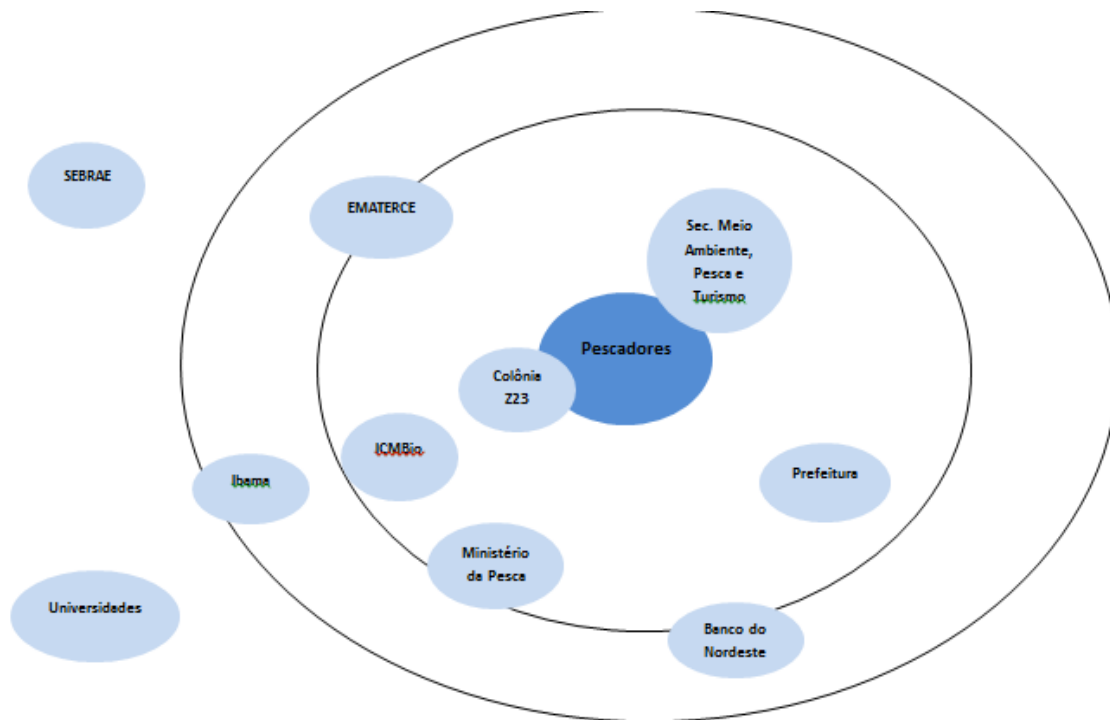 SEBRAE
EMATERCE
Sec. Meio
Ambiente,
Pesca e
Turismo
Pescadores
Colônia
Z23
ICMBio
Ibama
Prefeitura
Ministério
da Pesca
Universidades
Banco do
Nordeste